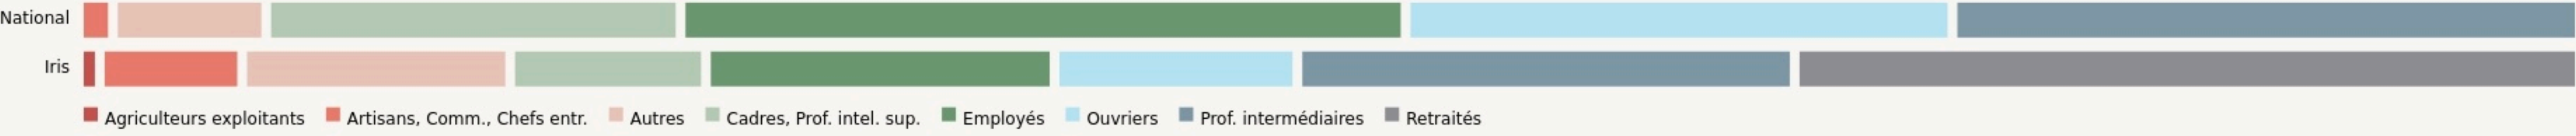 National
Iris
Agriculteurs exploitants Artisans, Comm., Chefs entr. Autres Cadres, Prof. intel. sup. Employés Ouvriers Prof. intermédiaires Retraités